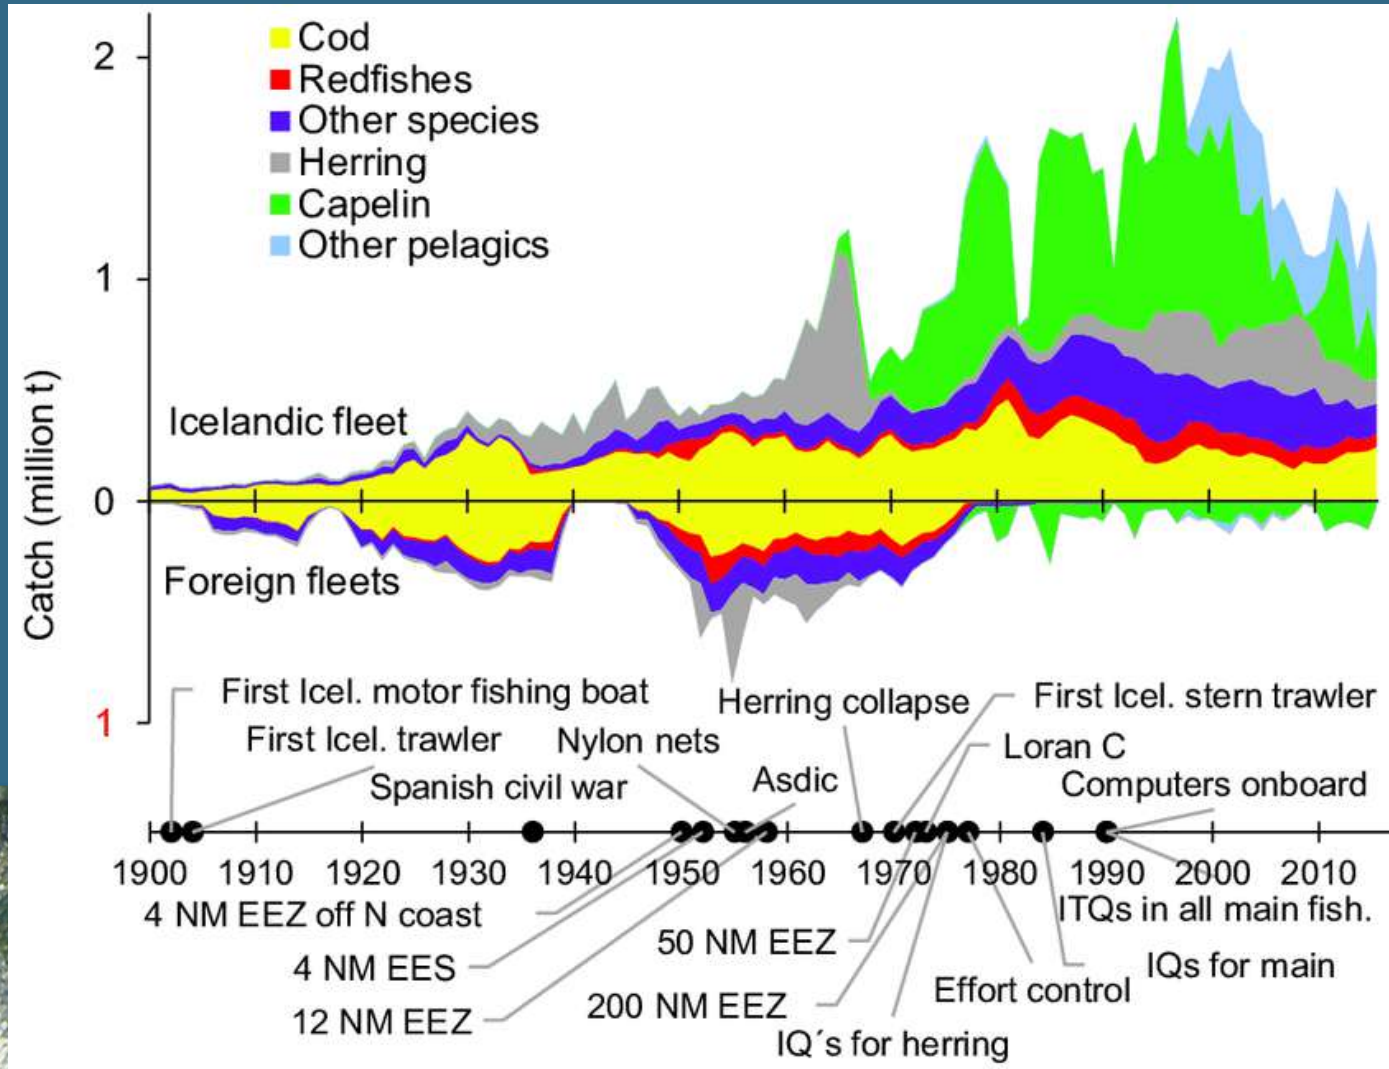 Cod
Redfishes
Other species
Herring
Capelin
Other pelagics
2
1
0
1
Catch (million t)
Icelandic fleet
Foreign fleets
First Icel. motor fishing boat
First Icel. trawler
Spanish civil war
Nylon nets
Herring collapse
Asdic
First Icel. stern trawler
Loran C
Computers onboard
1900 1910 1920 1930 1940 1950 1960 1970 1980 1990 2000 2010
4 NM EEZ off N coast
4 NM EES
12 NM EEZ
50 NM EEZ
200 NM EEZ
IQ´s for herring
Effort control
IQs for main
ITQs in all main fish.